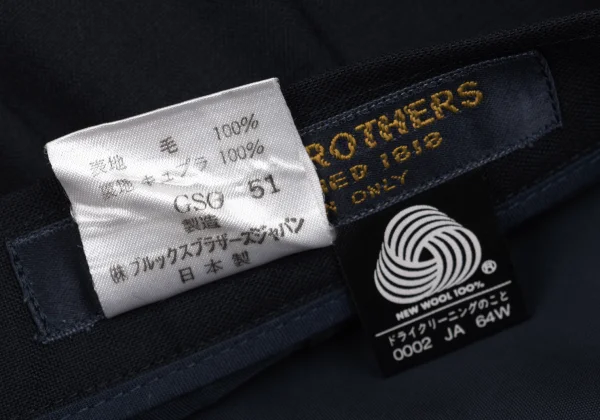 表地 毛 100%
裏地 キュプラ 100%
GSG 51
製造
㈱ブルックスブラザーズジャパン
日本製
ROTHERS
RED 1818
N ONLY
NEW WOOL 100%
®
ドライクリーニングのこと
0002 JA 64W